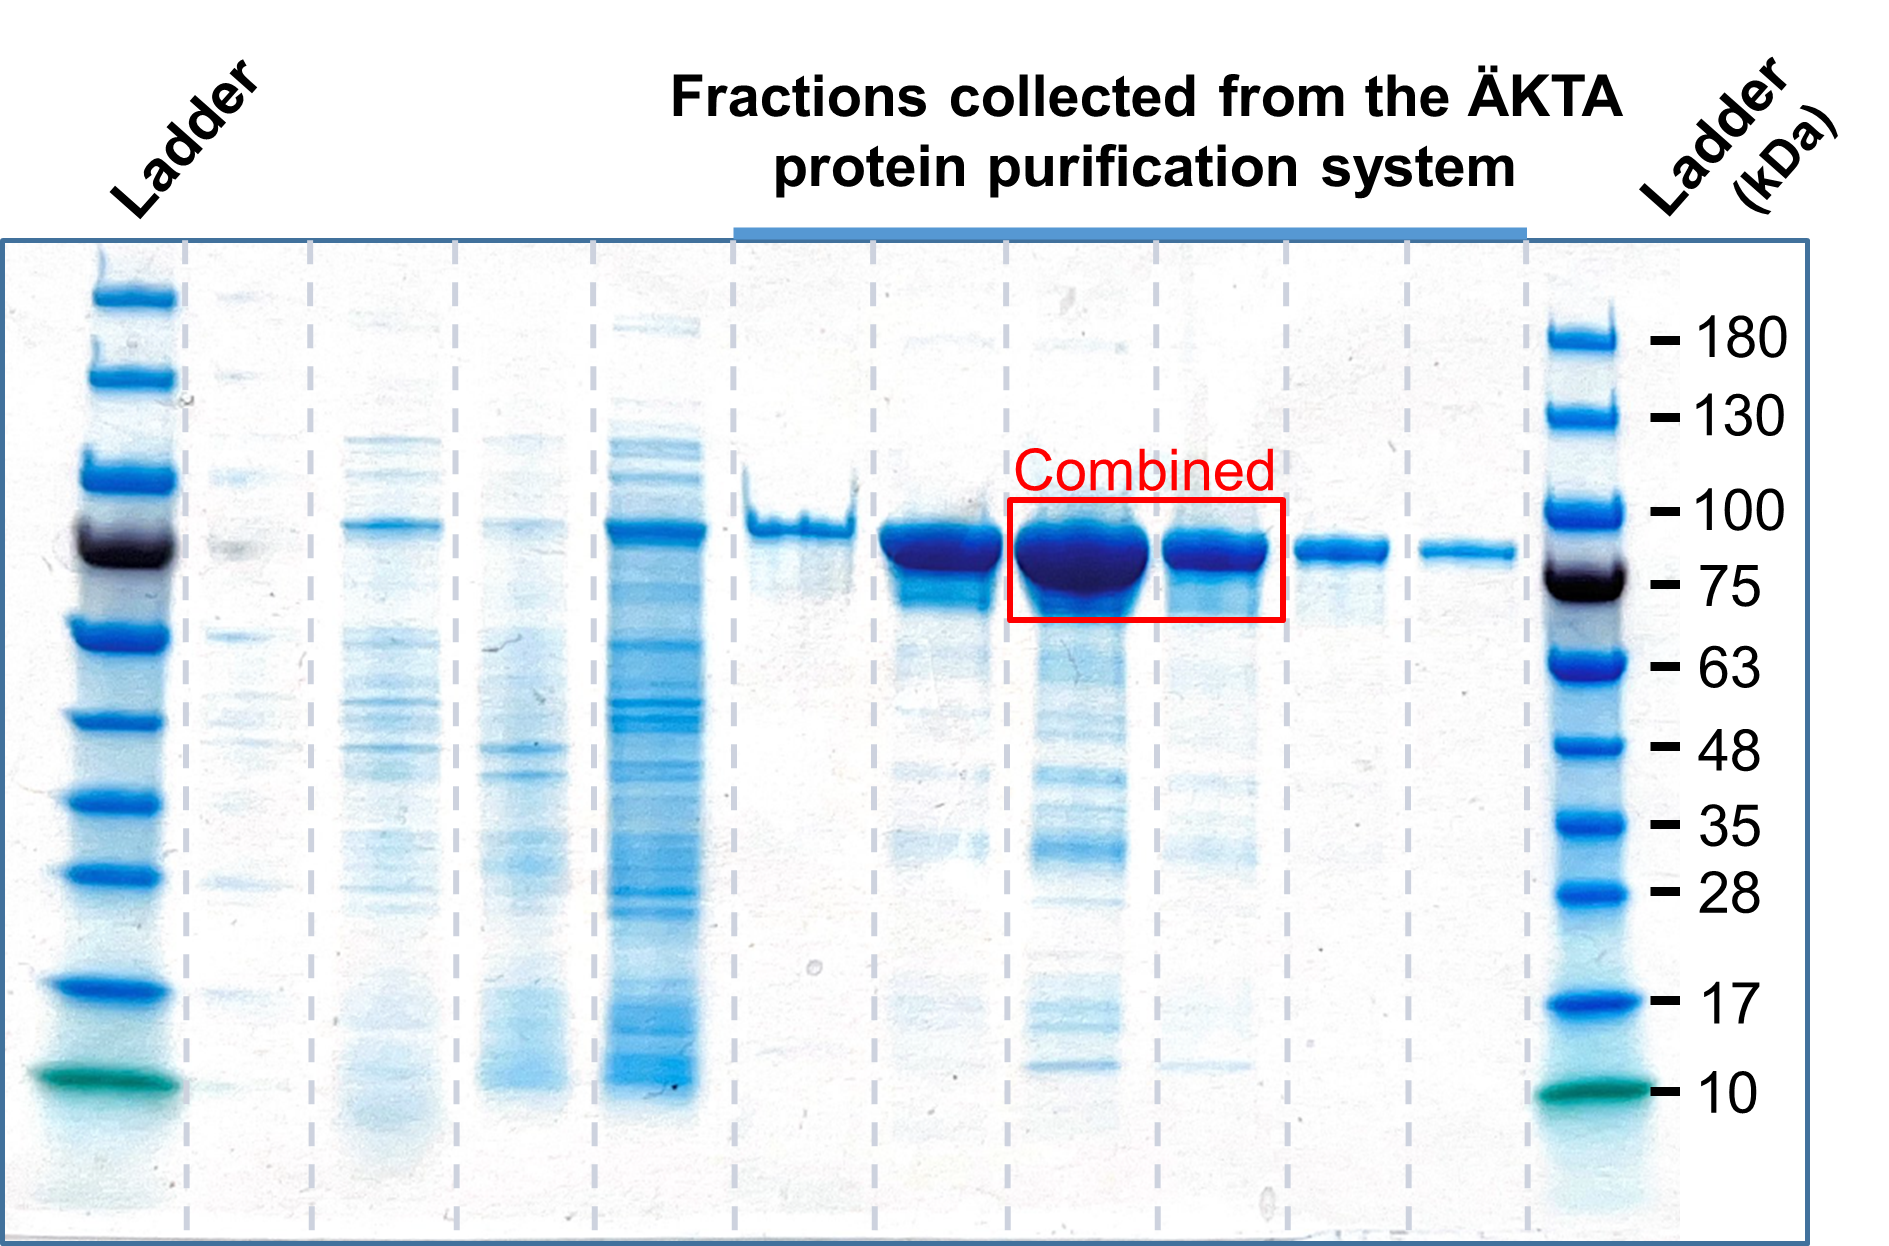 Ladder
Fractions collected from the ÄKTA
protein purification system
Ladder
(kDa)
Combined
180
130
100
75
63
48
35
28
17
10